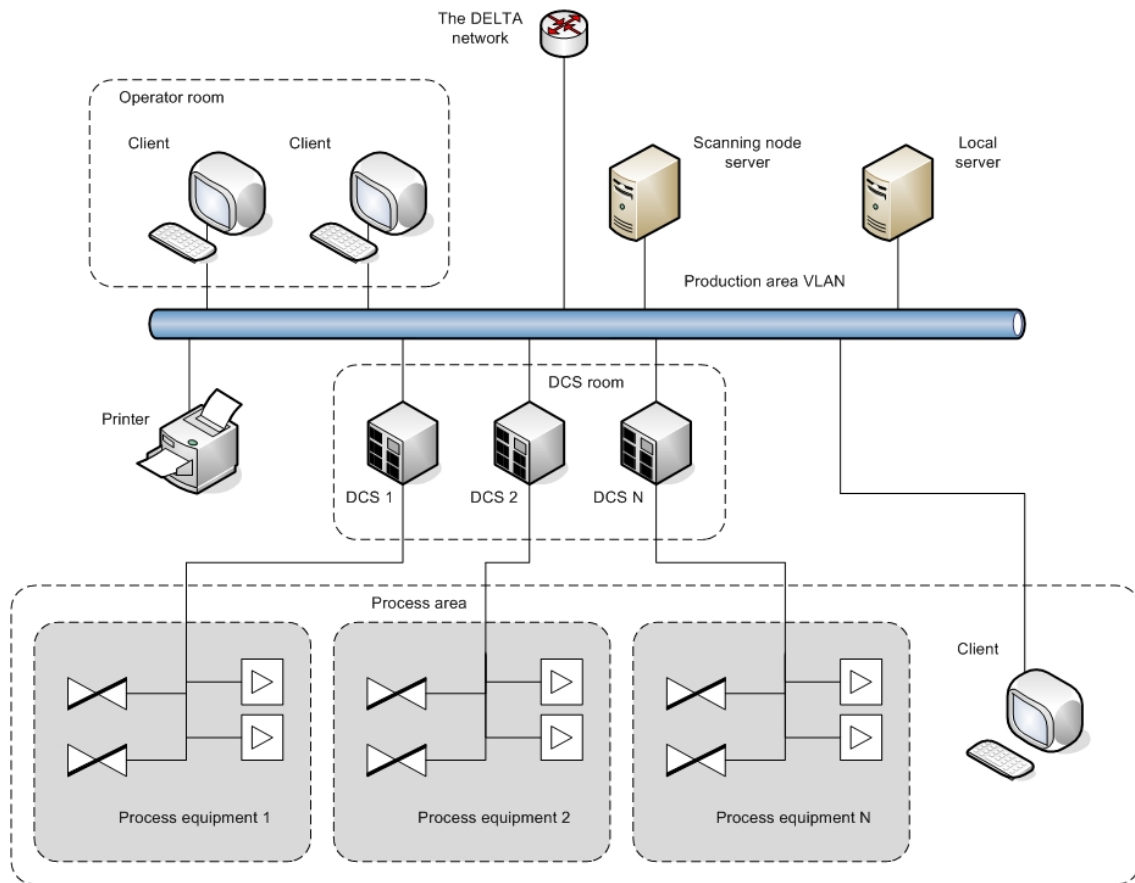 The DELTA
network
Operator room
Client
Client
Scanning node
server
Local
server
Production area VLAN
DCS room
Printer
DCS 1
DCS 2
DCS N
Process area
Client
Process equipment 1
Process equipment 2
Process equipment N